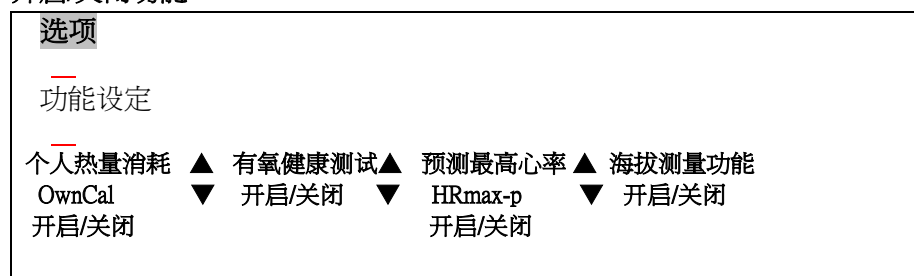 选项
功能设定
个人热量消耗 ▲ 有氧健康测试▲ 预测最高心率 ▲ 海拔测量功能
OwnCal ▼ 开启/关闭 ▼ HRmax-p ▼ 开启/关闭
开启/关闭 开启/关闭